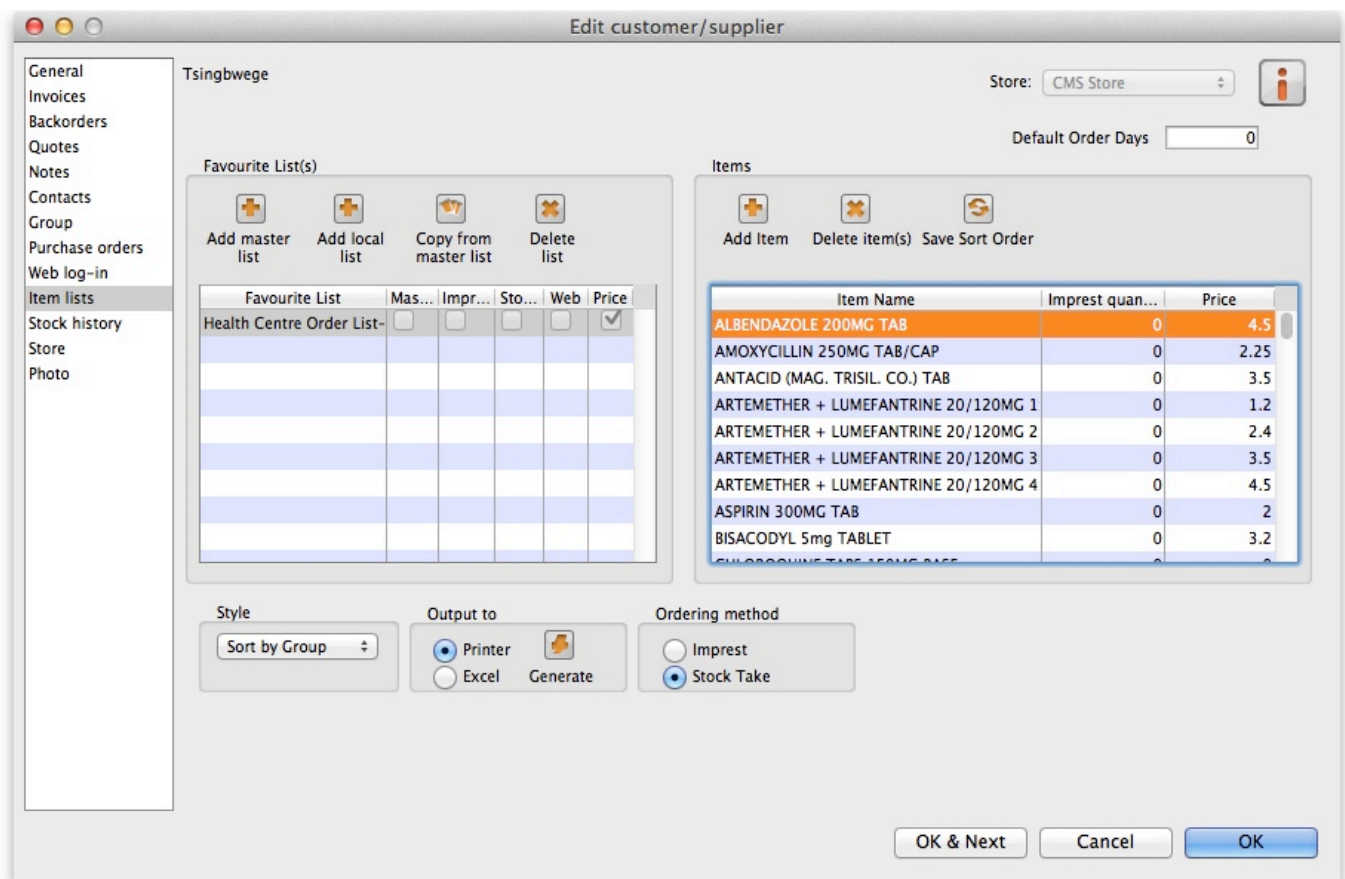 Edit customer/supplier
General
Invoices
Backorders
Quotes
Notes
Contacts
Group
Purchase orders
Web log-in
Item lists
Stock history
Store
Photo
Tsingbwege
Store: CMS Store
Default Order Days 0
Favourite List(s)
Add master list
Add local list
Copy from master list
Delete list
Favourite List Mas... Impr... Sto... Web Price
Health Centre Order List-
Items
Add Item Delete item(s) Save Sort Order
Item Name Imprest quan... Price
ALBENDAZOLE 200MG TAB 0 4.5
AMOXYCILLIN 250MG TAB/CAP 0 2.25
ANTACID (MAG. TRISIL. CO.) TAB 0 3.5
ARTEMETHER + LUMEFANTRINE 20/120MG 1 0 1.2
ARTEMETHER + LUMEFANTRINE 20/120MG 2 0 2.4
ARTEMETHER + LUMEFANTRINE 20/120MG 3 0 3.5
ARTEMETHER + LUMEFANTRINE 20/120MG 4 0 4.5
ASPIRIN 300MG TAB 0 2
BISACODYL 5mg TABLET 0 3.2
Style
Sort by Group
Output to
Printer
Excel
Generate
Ordering method
Imprest
Stock Take
OK & Next Cancel OK